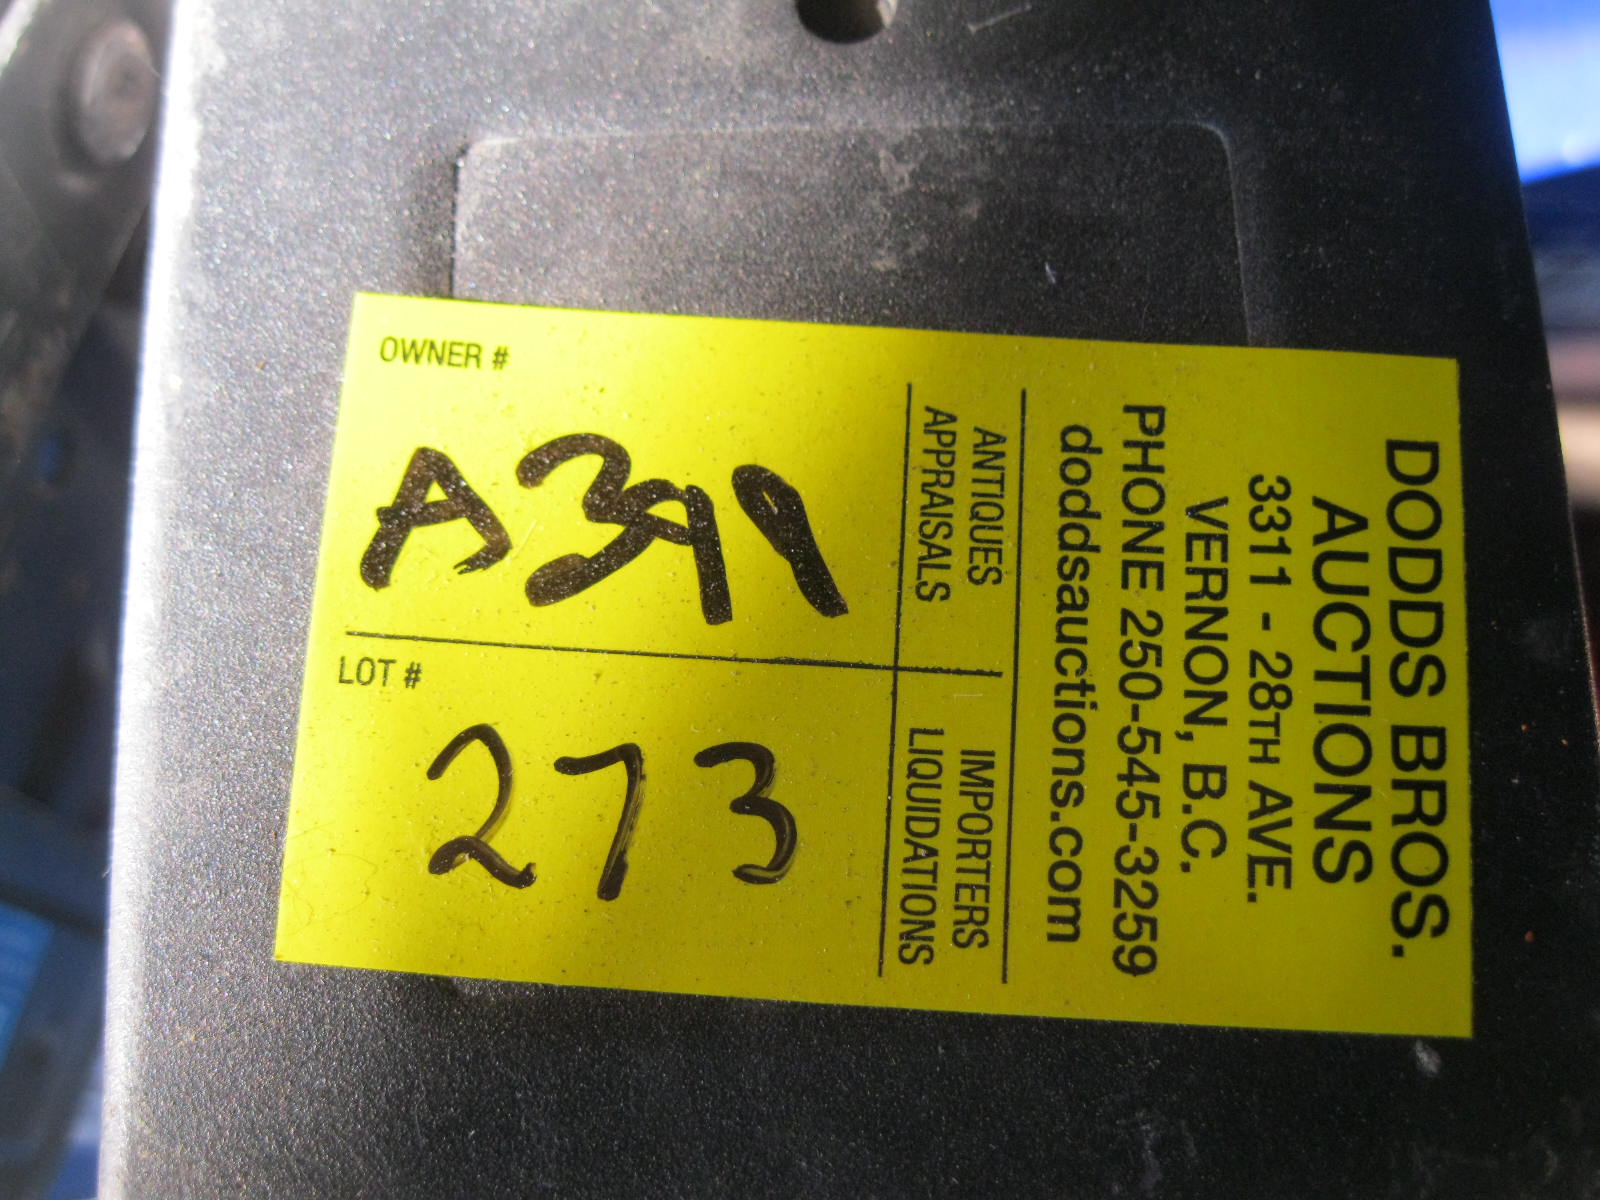 DODDS BROS.
AUCTIONS
3311 - 28TH AVE.
VERNON, B.C.
PHONE 250-545-3259
doddsauctions.com
ANTIQUES
APPRAISALS
IMPORTERS
LIQUIDATIONS
OWNER #
A399
LOT #
273